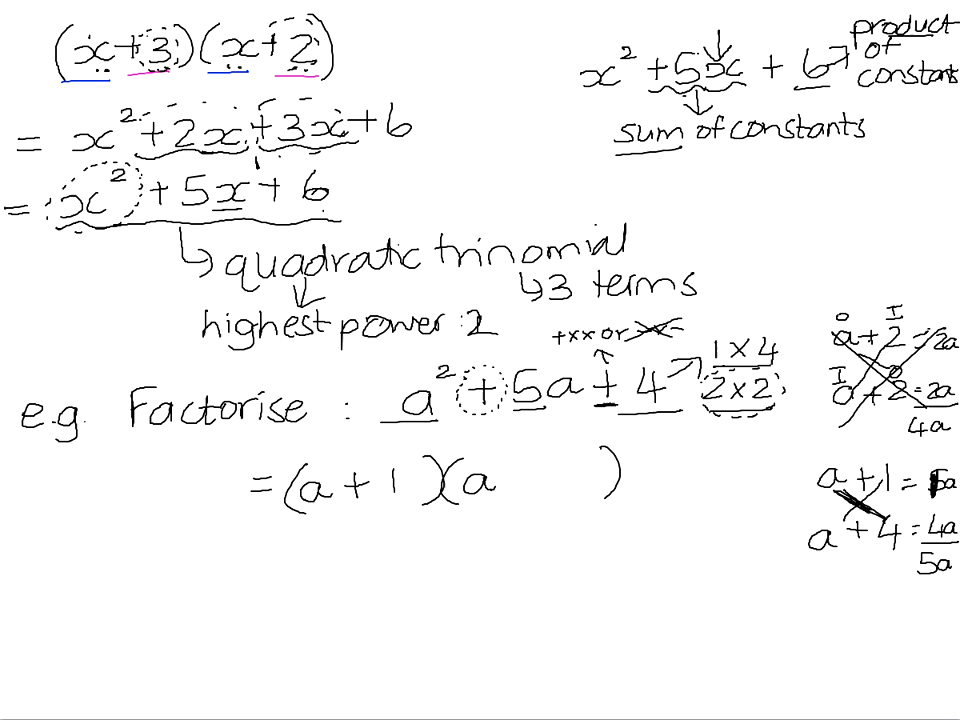 (x+3)(x+2)
= x² + 2x + 3x + 6
= x² + 5x + 6
quadratic trinomial
3 terms
highest power : 2
x² + 5x + 6
product of constant
sum of constants
+x+ or -x-
e.g. Factorise : a² + 5a + 4
1 x 4
2 x 2
= (a + 1)(a )
O I
a + 2 = 2a
I O
a + 2 = 2a
4a
a + 1 = 1a
a + 4 = 4a
5a